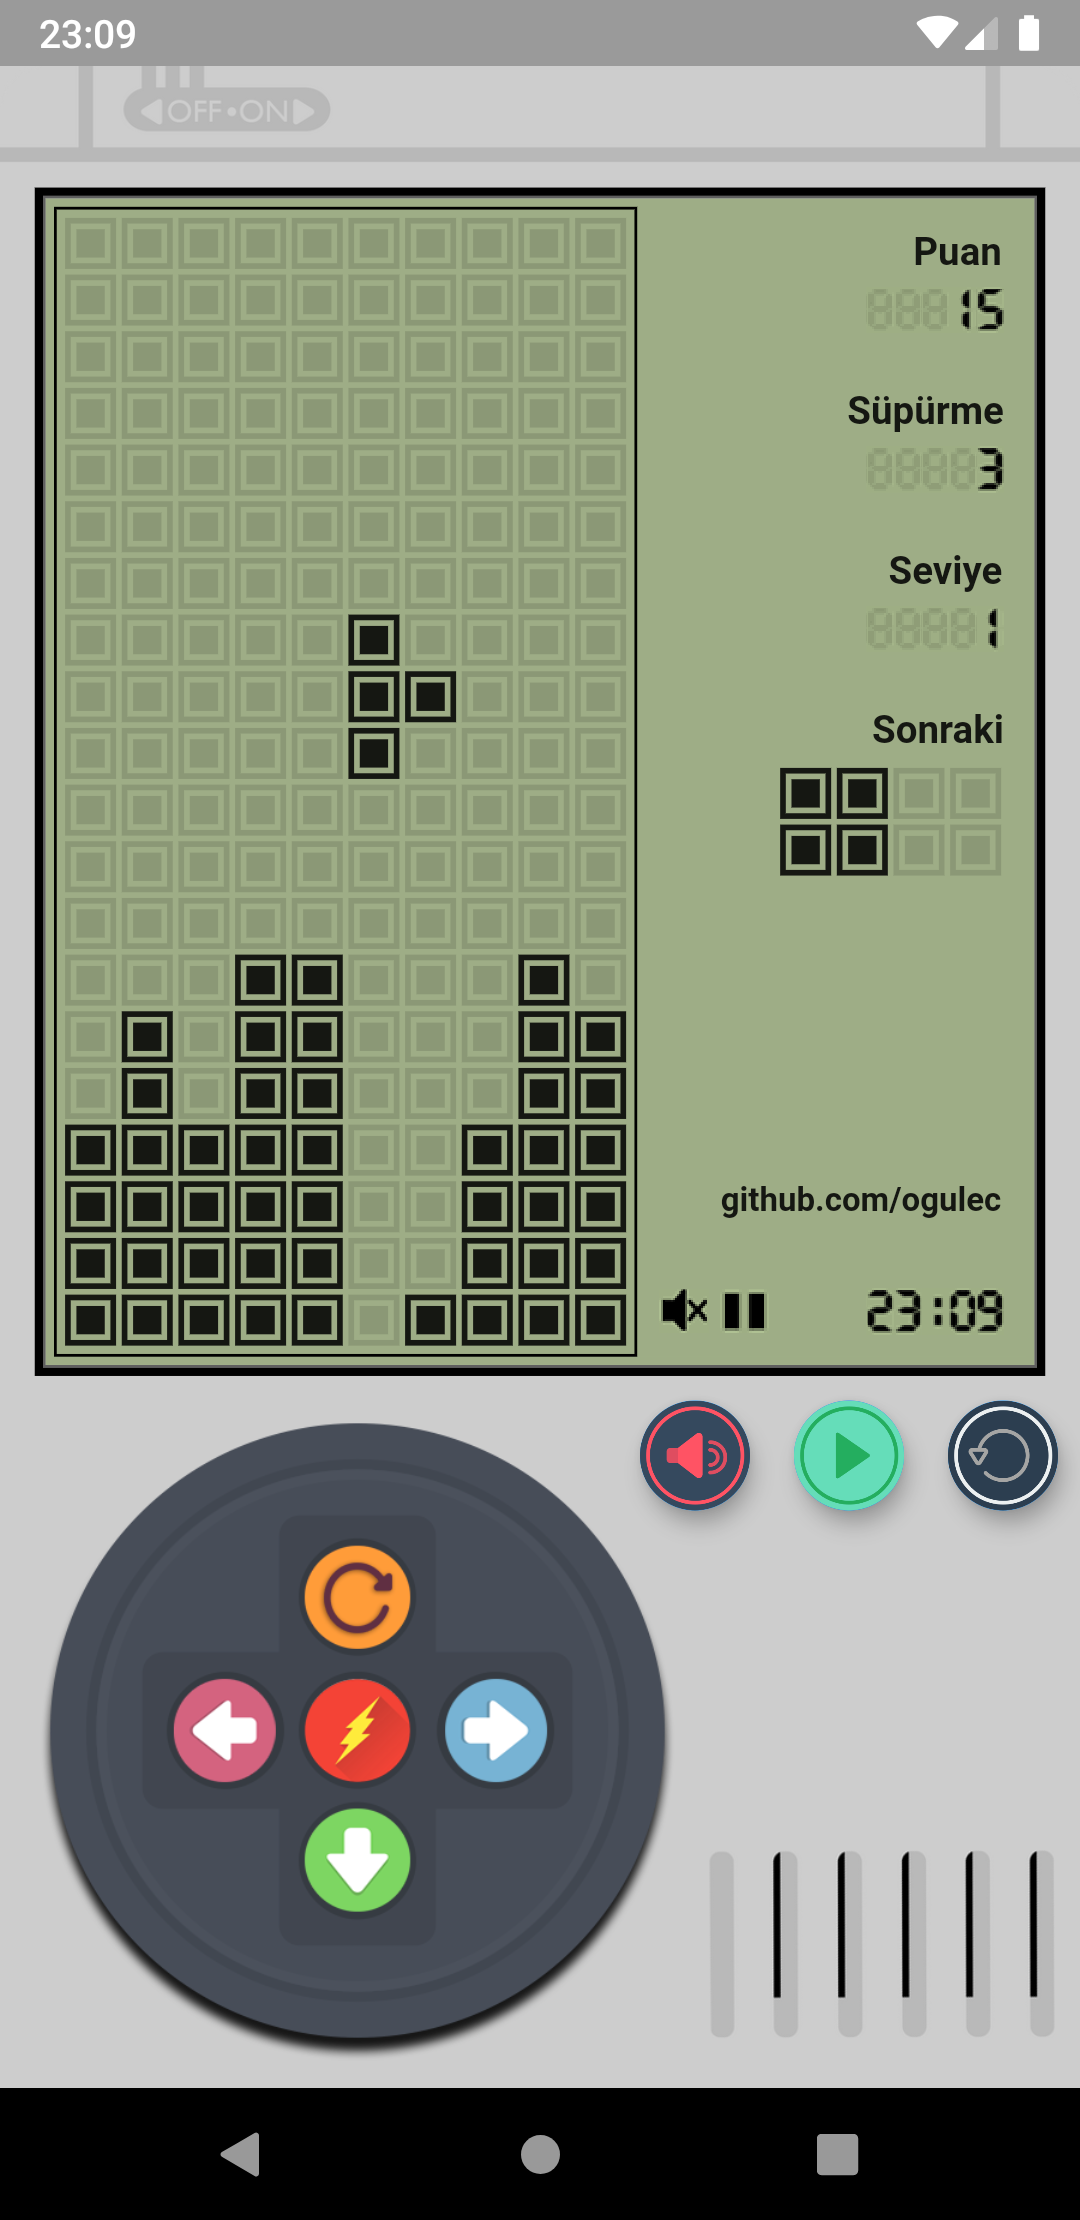 23:09
OFF•ON
Puan
15
Süpürme
3
Seviye
1
Sonraki
github.com/ogulec
23:09